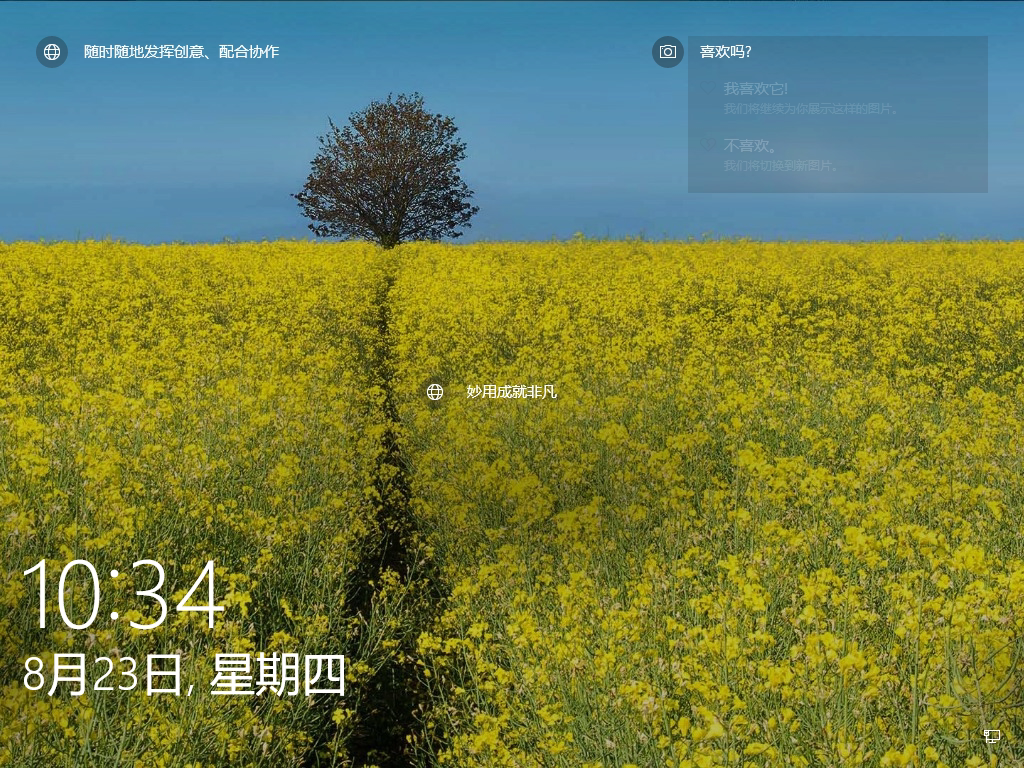 随时随地发挥创意、配合协作
喜欢吗?
我喜欢它!
我们将继续为你展示这样的图片。
不喜欢。
我们将切换到新图片。
妙用成就非凡
10:34
8月23日, 星期四